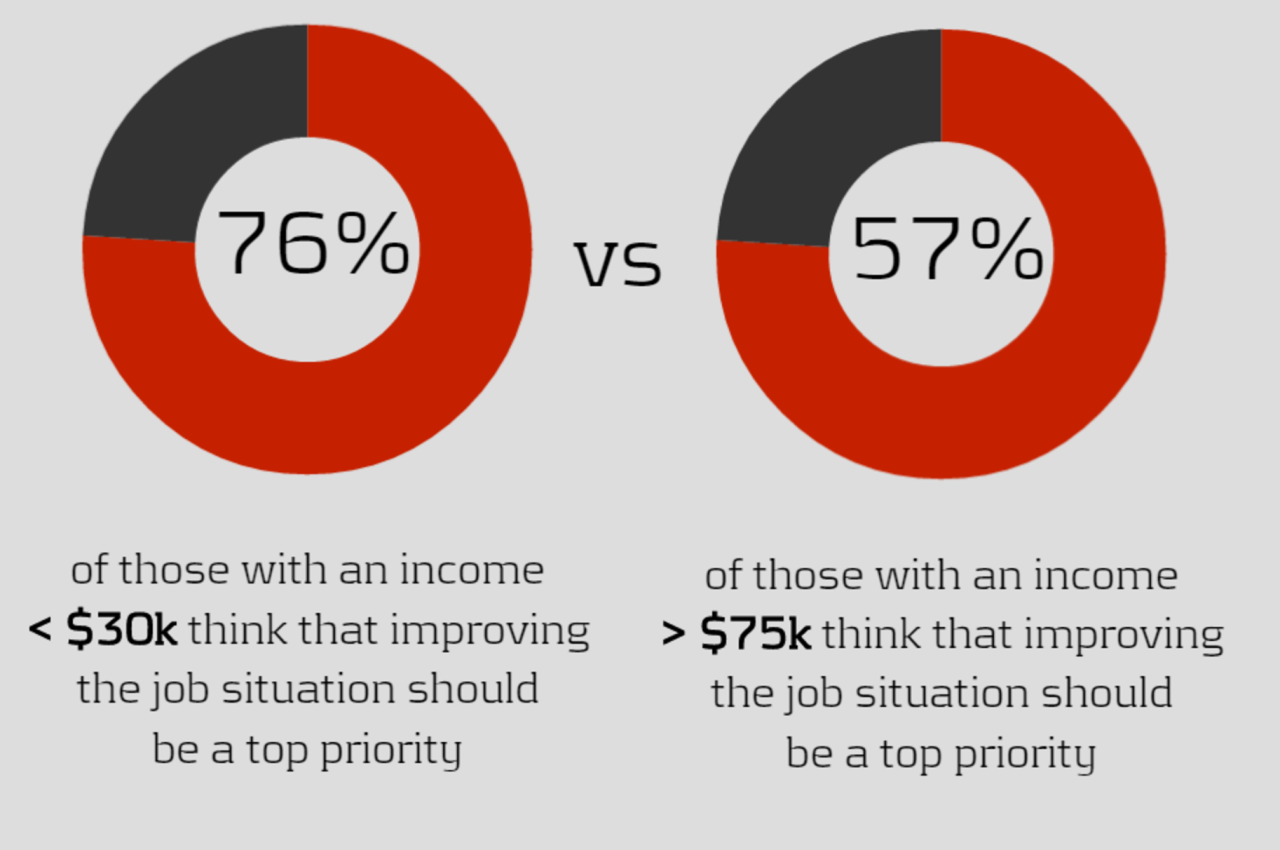 76%
vs
57%
of those with an income
< $30k think that improving
the job situation should
be a top priority
of those with an income
> $75k think that improving
the job situation should
be a top priority